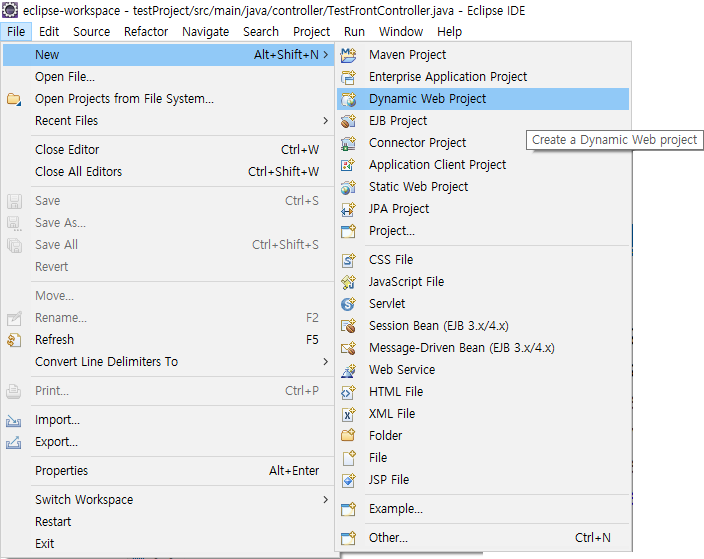 eclipse-workspace - testProject/src/main/java/controller/TestFrontController.java - Eclipse IDE
File Edit Source Refactor Navigate Search Project Run Window Help
New Alt+Shift+N
Open File...
Open Projects from File System...
Recent Files
Close Editor Ctrl+W
Close All Editors Ctrl+Shift+W
Save Ctrl+S
Save As...
Save All Ctrl+Shift+S
Revert
Move...
Rename... F2
Refresh F5
Convert Line Delimiters To
Print... Ctrl+P
Import...
Export...
Properties Alt+Enter
Switch Workspace
Restart
Exit
Maven Project
Enterprise Application Project
Dynamic Web Project
EJB Project
Create a Dynamic Web project
Connector Project
Application Client Project
Static Web Project
JPA Project
Project...
CSS File
JavaScript File
Servlet
Session Bean (EJB 3.x/4.x)
Message-Driven Bean (EJB 3.x/4.x)
Web Service
HTML File
XML File
Folder
File
JSP File
Example...
Other... Ctrl+N